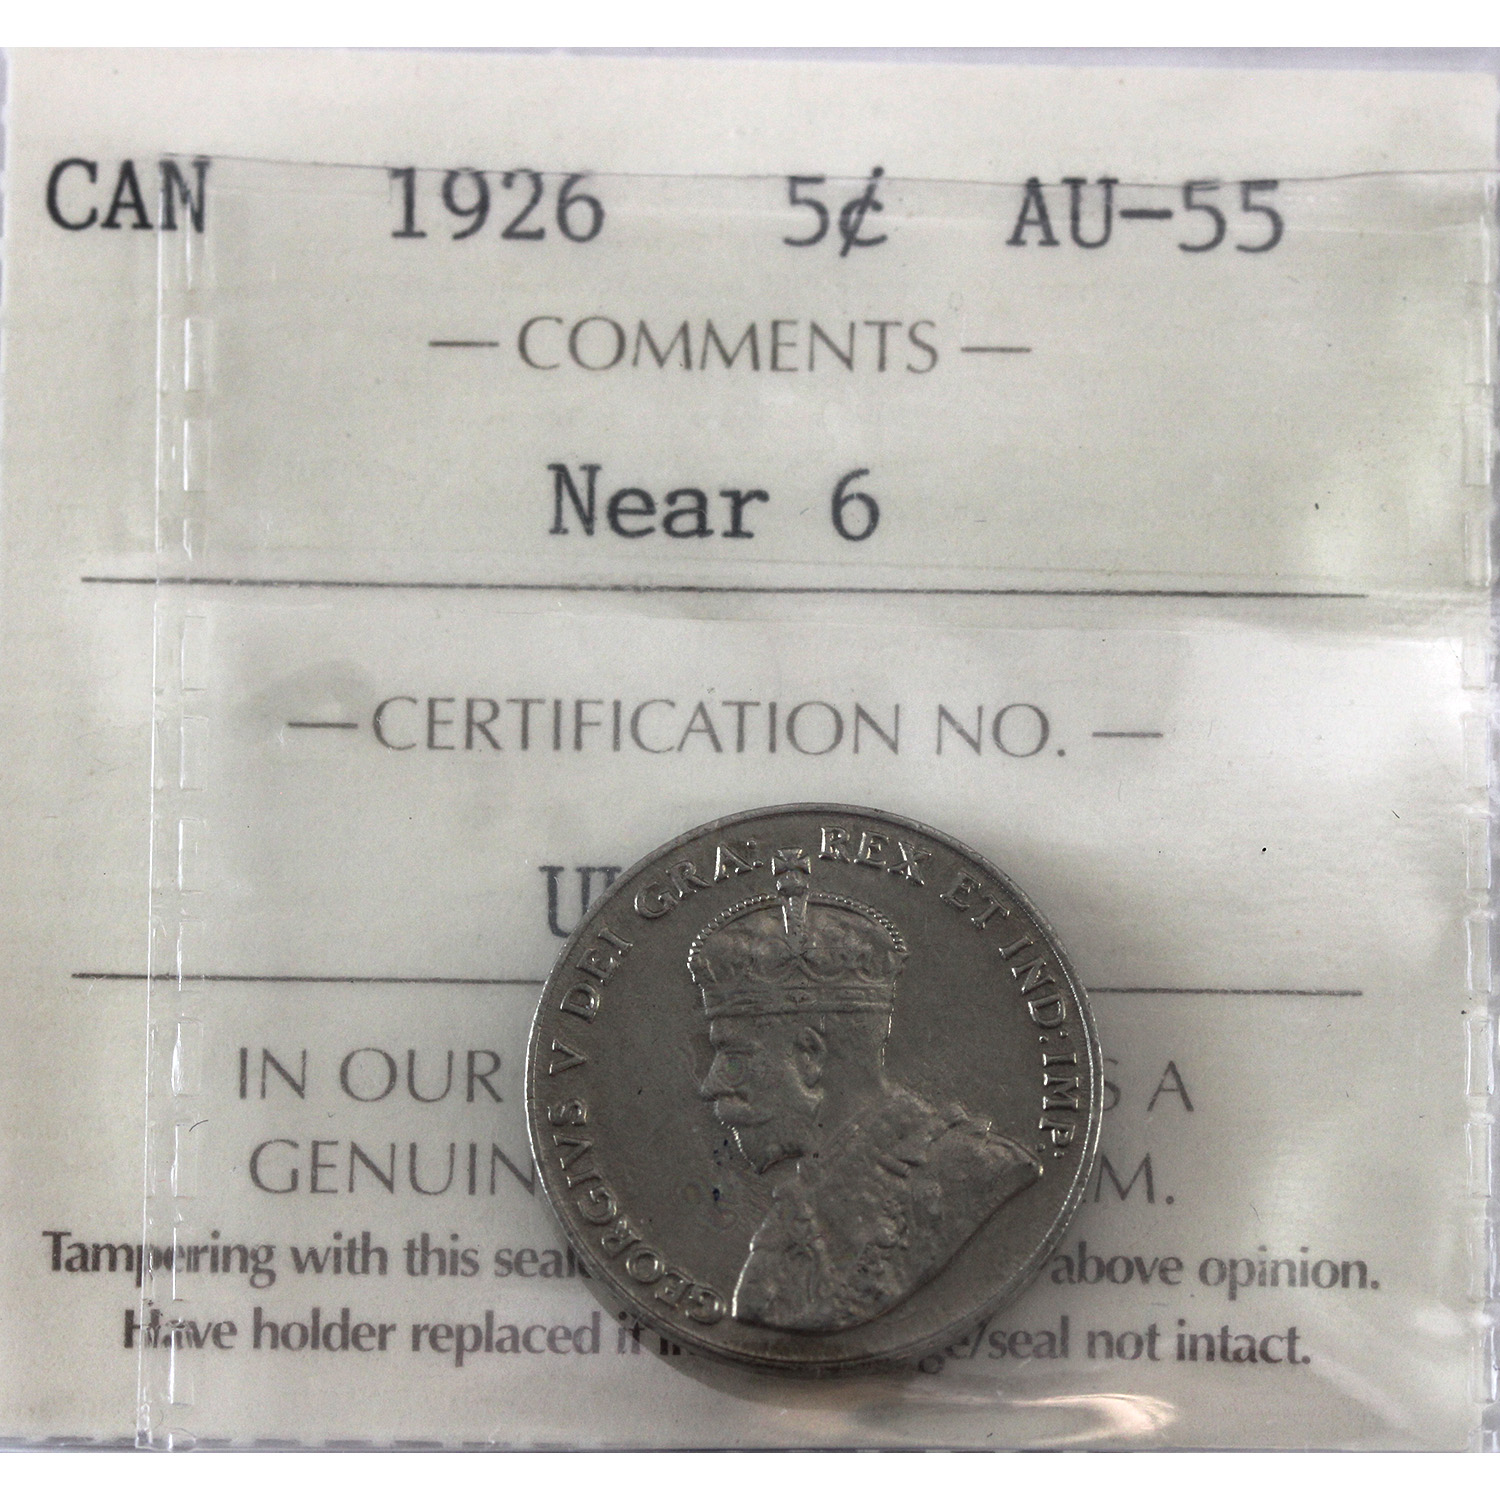 CAN 1926 5¢ AU-55
— COMMENTS —
Near 6
— CERTIFICATION NO. —
GEORGIVS V DEI GRA: REX ET IND: IMP:
IN OUR A
M.
Tampering with this seal above opinion.
Have holder replaced if /seal not intact.